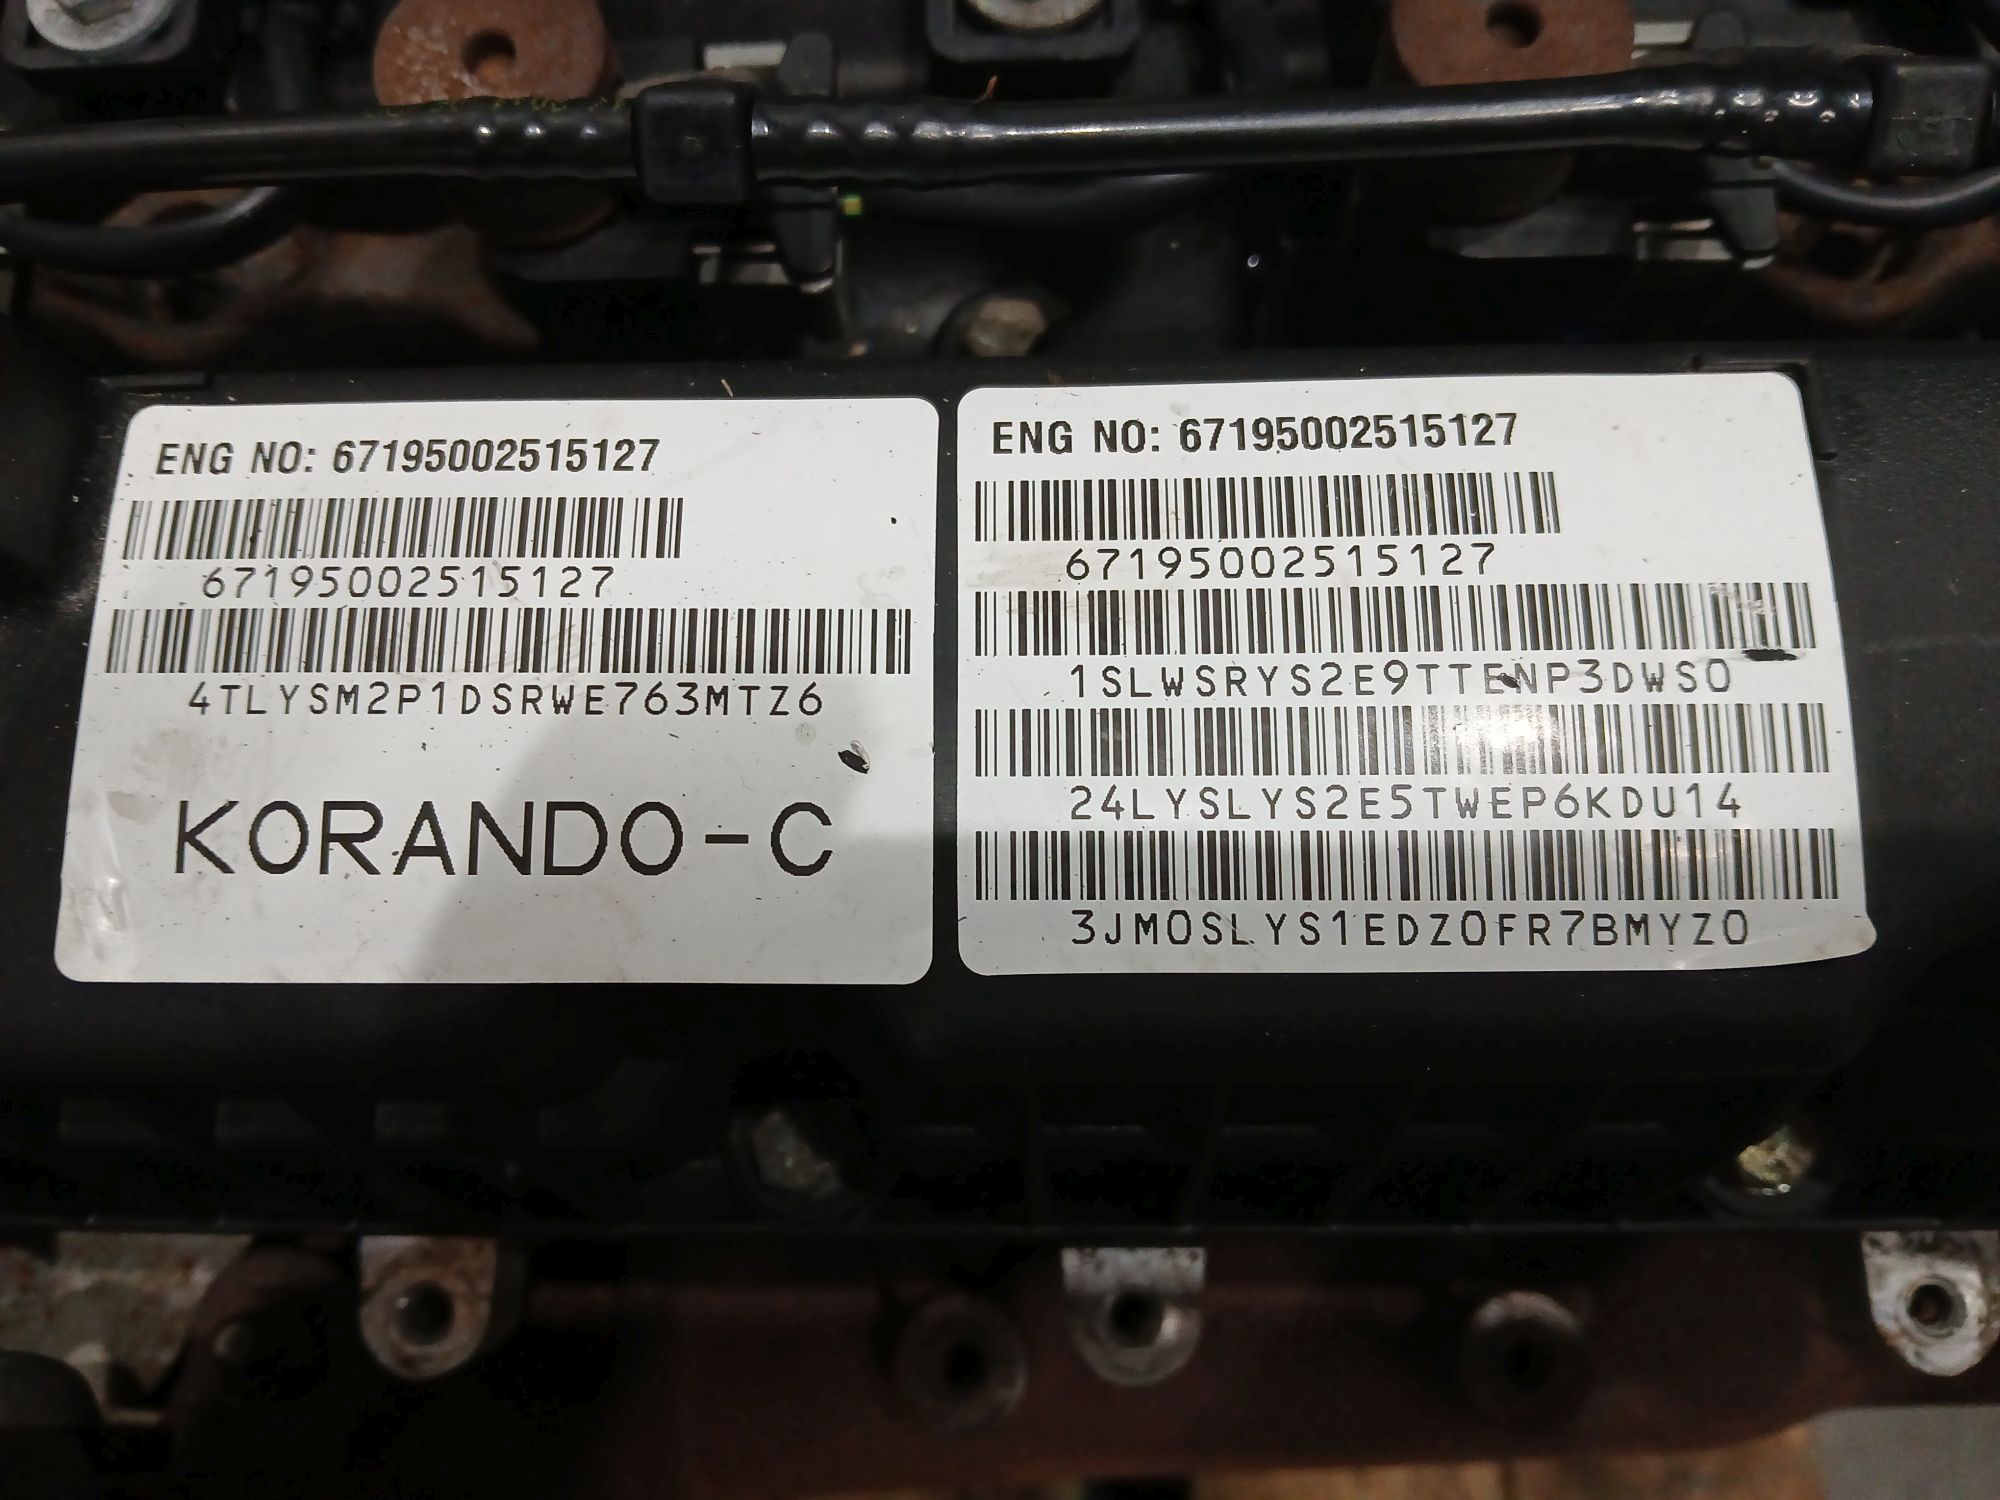 ENG NO: 67195002515127
67195002515127
4TLYSM2P1DSRWE763MTZ6
KORANDO-C
ENG NO: 67195002515127
67195002515127
1SLWSRYS2E9TTENP3DWS0
24LYSLYS2E5TWEP6KDU14
3JM0SLYS1EDZ0FR7BMYZ0